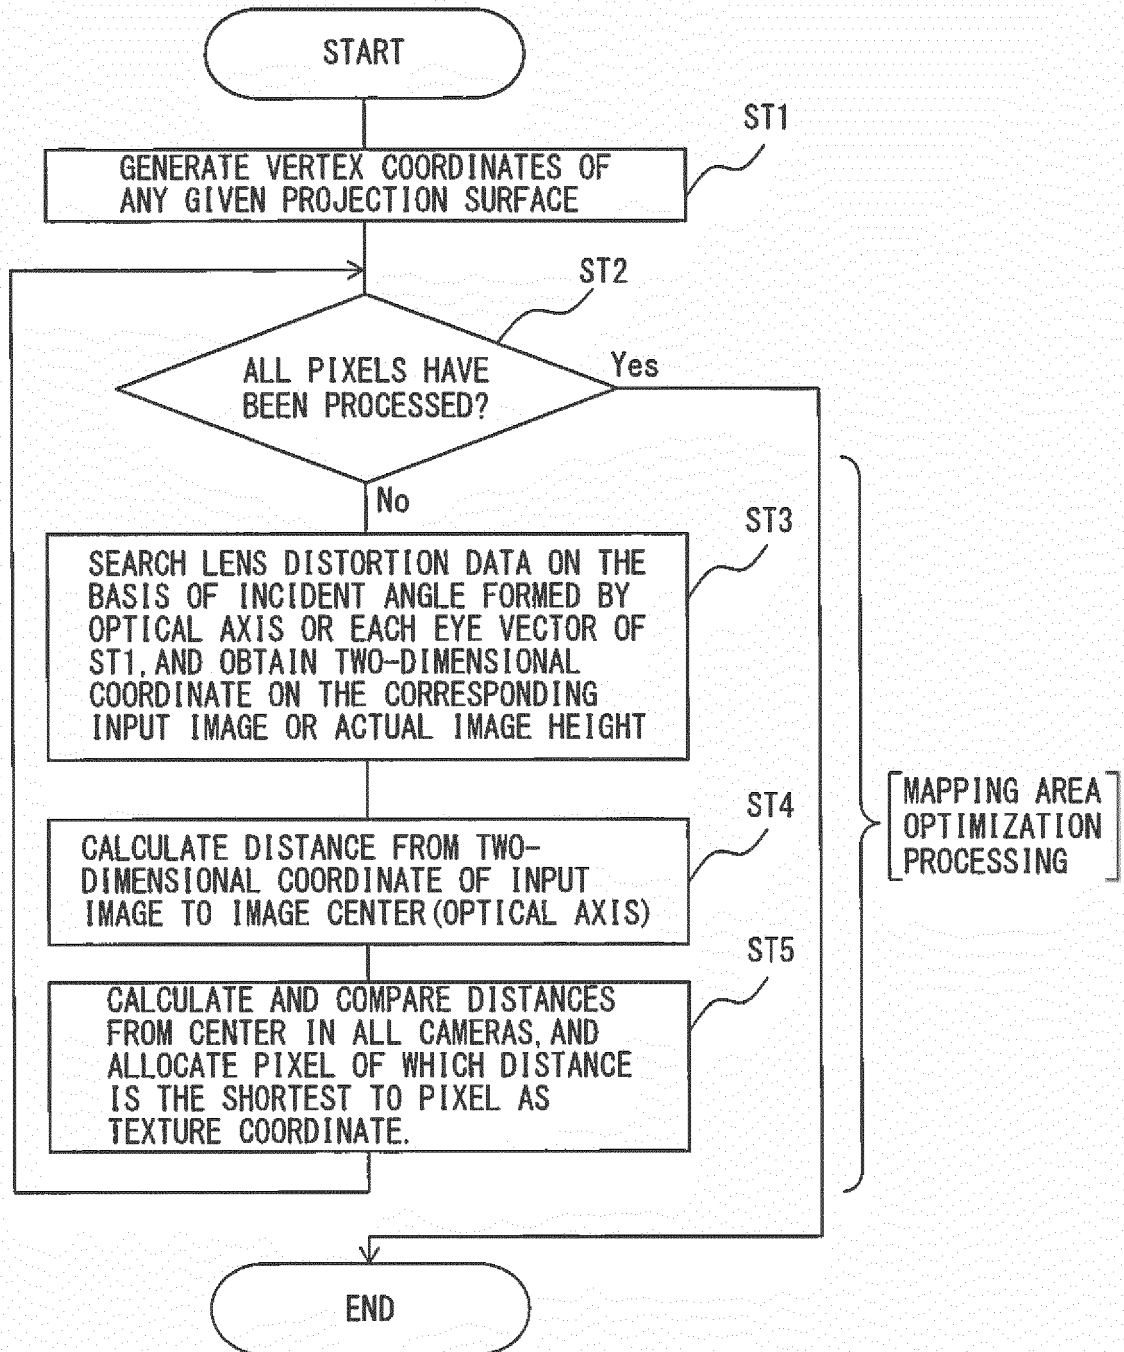 START
ST1
GENERATE VERTEX COORDINATES OF
ANY GIVEN PROJECTION SURFACE
ST2
ALL PIXELS HAVE
BEEN PROCESSED?
Yes
No
ST3
SEARCH LENS DISTORTION DATA ON THE
BASIS OF INCIDENT ANGLE FORMED BY
OPTICAL AXIS OR EACH EYE VECTOR OF
ST1, AND OBTAIN TWO-DIMENSIONAL
COORDINATE ON THE CORRESPONDING
INPUT IMAGE OR ACTUAL IMAGE HEIGHT
ST4
CALCULATE DISTANCE FROM TWO-
DIMENSIONAL COORDINATE OF INPUT
IMAGE TO IMAGE CENTER(OPTICAL AXIS)
ST5
CALCULATE AND COMPARE DISTANCES
FROM CENTER IN ALL CAMERAS, AND
ALLOCATE PIXEL OF WHICH DISTANCE
IS THE SHORTEST TO PIXEL AS
TEXTURE COORDINATE.
MAPPING AREA
OPTIMIZATION
PROCESSING
END